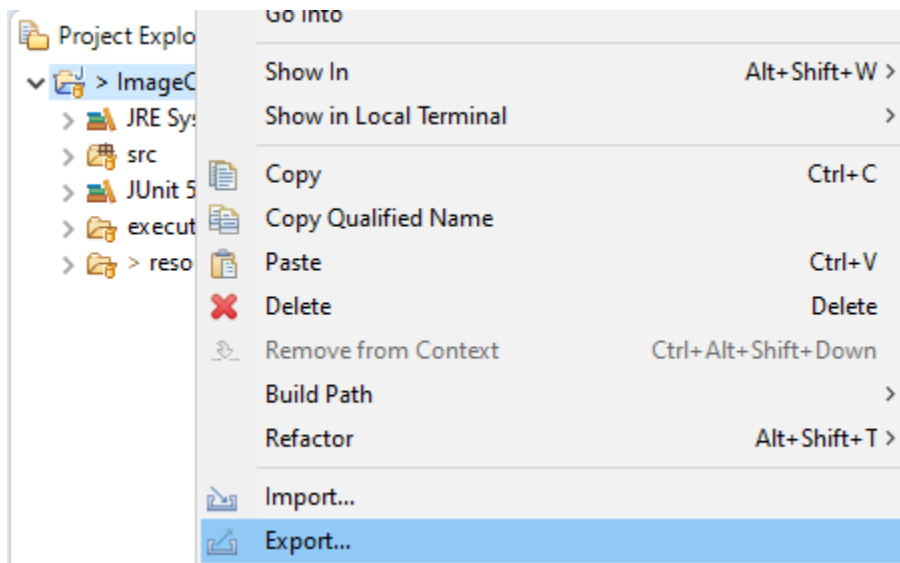 Go Into
Project Explo
Show In Alt+Shift+W >
> ImageC
Show in Local Terminal >
JRE Sys
src
Copy Ctrl+C
JUnit 5
Copy Qualified Name
execut
Paste Ctrl+V
> reso
Delete Delete
Remove from Context Ctrl+Alt+Shift+Down
Build Path >
Refactor Alt+Shift+T >
Import...
Export...